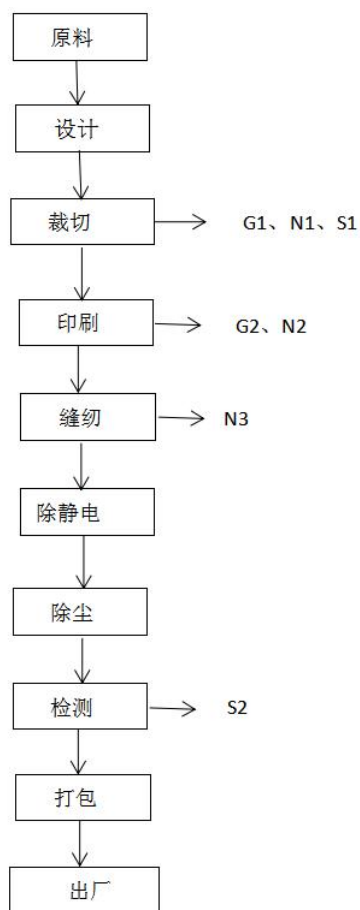 原料
设计
裁切
G1、N1、S1
印刷
G2、N2
缝纫
N3
除静电
除尘
检测
S2
打包
出厂